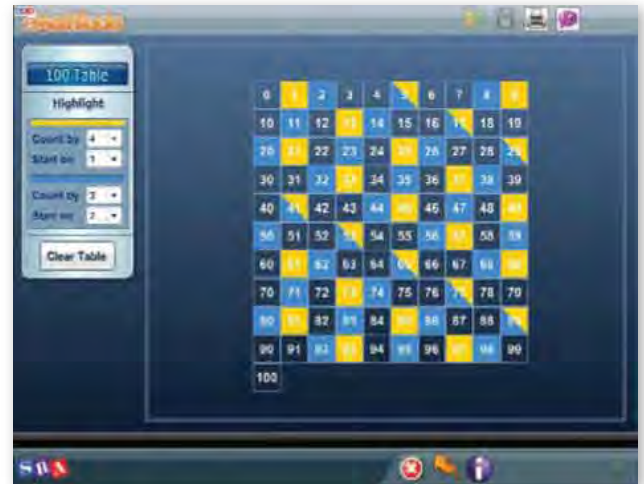 100 Table
Highlight
Count by 4
Start on 1
Count by 3
Start on 2
Clear Table
0 1 2 3 4 5 6 7 8 9
10 11 12 13 14 15 16 17 18 19
20 21 22 23 24 25 26 27 28 29
30 31 32 33 34 35 36 37 38 39
40 41 42 43 44 45 46 47 48 49
50 51 52 53 54 55 56 57 58 59
60 61 62 63 64 65 66 67 68 69
70 71 72 73 74 75 76 77 78 79
80 81 82 83 84 85 86 87 88 89
90 91 92 93 94 95 96 97 98 99
100
SRA